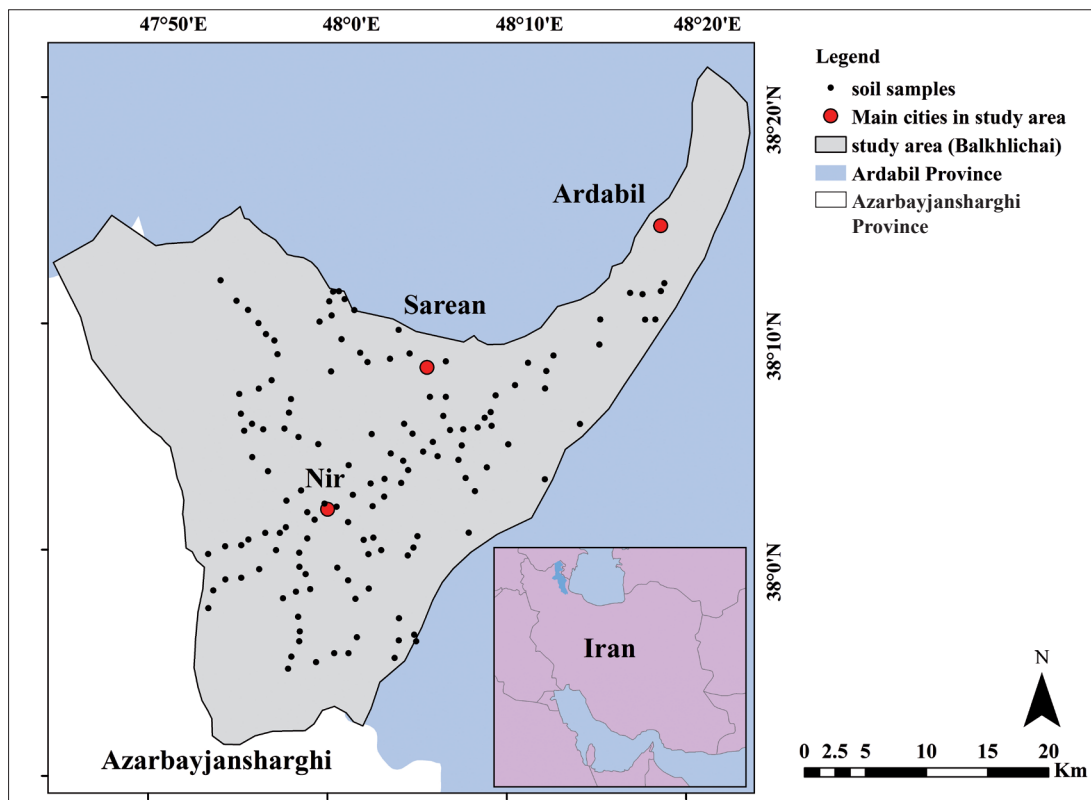 47°50'E 48°0'E 48°10'E 48°20'E
Legend
soil samples
Main cities in study area
study area (Balkhlichai)
Ardabil Province
Azarbayjansharghi
Province
38°20'N
Ardabil
Sarean
38°10'N
Nir
38°0'N
Iran
Azarbayjansharghi
N
0 2.5 5 10 15 20
Km